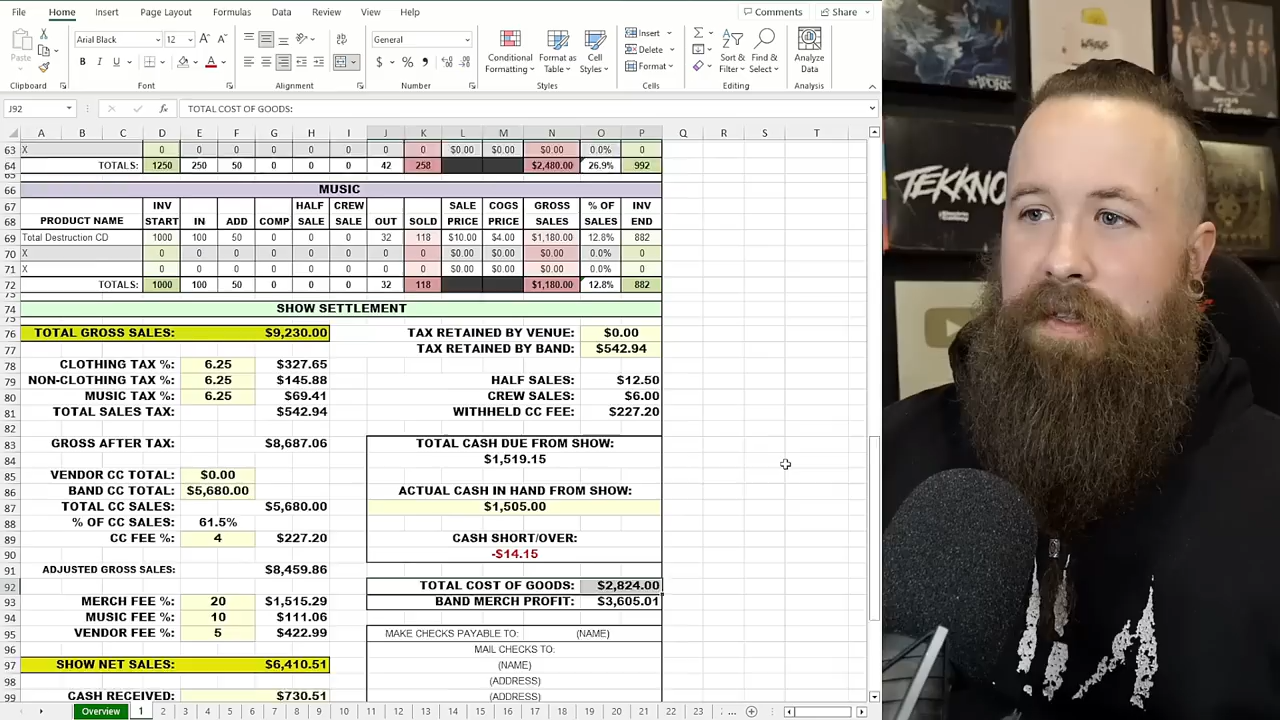 File Home Insert Page Layout Formulas Data Review View Help Comments Share
Paste Clipboard
Arial Black 12 Font
Alignment
General Number
Conditional Formatting Format as Table Cell Styles Styles
Insert Delete Format Cells
Sort & Filter Find & Select Editing
Analyze Data Analysis
J92 TOTAL COST OF GOODS:
A B C D E F G H I J K L M N O P Q R S T
63 X 0 0 0 0 0 0 0 0 $0.00 $0.00 $0.00 0.0% 0
64 TOTALS: 1250 250 50 0 0 0 42 258 $2,480.00 26.9% 992
65
66 MUSIC
67 INV HALF CREW SALE COGS GROSS % OF INV
68 PRODUCT NAME START IN ADD COMP SALE SALE OUT SOLD PRICE PRICE SALES SALES END
69 Total Destruction CD 1000 100 50 0 0 0 32 118 $10.00 $4.00 $1,180.00 12.8% 882
70 X 0 0 0 0 0 0 0 0 $0.00 $0.00 $0.00 0.0% 0
71 X 0 0 0 0 0 0 0 0 $0.00 $0.00 $0.00 0.0% 0
72 TOTALS: 1000 100 50 0 0 0 32 118 $1,180.00 12.8% 882
73
74 SHOW SETTLEMENT
75
76 TOTAL GROSS SALES: $9,230.00 TAX RETAINED BY VENUE: $0.00
77 TAX RETAINED BY BAND: $542.94
78 CLOTHING TAX %: 6.25 $327.65
79 NON-CLOTHING TAX %: 6.25 $145.88 HALF SALES: $12.50
80 MUSIC TAX %: 6.25 $69.41 CREW SALES: $6.00
81 TOTAL SALES TAX: $542.94 WITHHELD CC FEE: $227.20
82
83 GROSS AFTER TAX: $8,687.06 TOTAL CASH DUE FROM SHOW:
84 $1,519.15
85 VENDOR CC TOTAL: $0.00
86 BAND CC TOTAL: $5,680.00 ACTUAL CASH IN HAND FROM SHOW:
87 TOTAL CC SALES: $5,680.00 $1,505.00
88 % OF CC SALES: 61.5%
89 CC FEE %: 4 $227.20 CASH SHORT/OVER:
90 -$14.15
91 ADJUSTED GROSS SALES: $8,459.86
92 TOTAL COST OF GOODS: $2,824.00
93 MERCH FEE %: 20 $1,515.29 BAND MERCH PROFIT: $3,605.01
94 MUSIC FEE %: 10 $111.06
95 VENDOR FEE %: 5 $422.99 MAKE CHECKS PAYABLE TO: (NAME)
96 MAIL CHECKS TO:
97 SHOW NET SALES: $6,410.51 (NAME)
98 (ADDRESS)
99 CASH RECEIVED: $730.51 (ADDRESS)
Overview 1 2 3 4 5 6 7 8 9 10 11 12 13 14 15 16 17 18 19 20 21 22 23 ...
TEKKNO